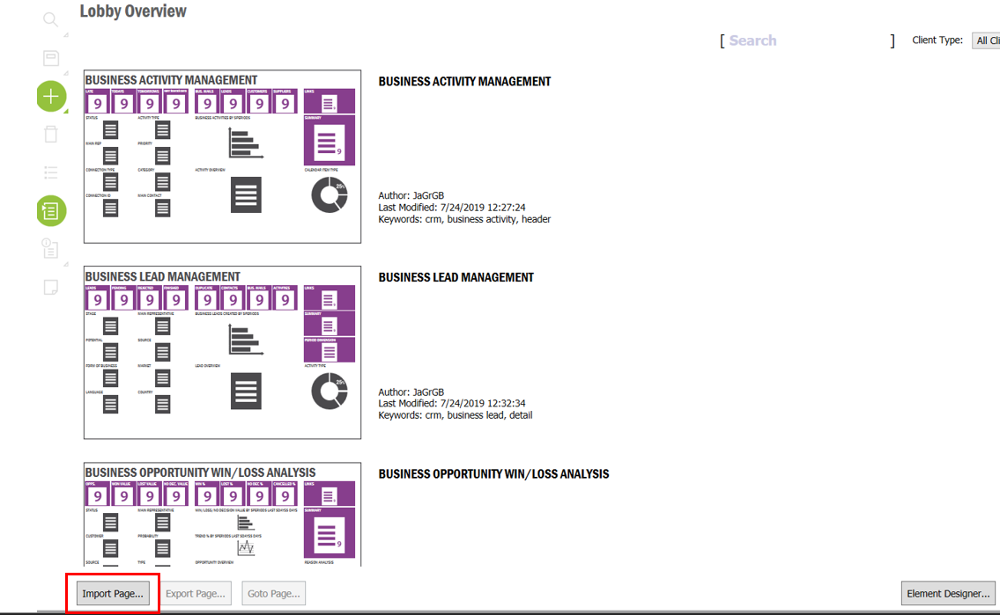 Lobby Overview
[ Search ] Client Type: All Cli
BUSINESS ACTIVITY MANAGEMENT
LATE TODAYS TOMORROWS
BUS. MAILS LEADS CUSTOMERS SUPPLIERS LINKS
9 9 9 9 9 9 9 9
STATUS ACTIVITY TYPE BUSINESS ACTIVITIES BY SPERIODS SUMMARY
9
MAIN REP PRIORITY
CONNECTION TYPE CATEGORY ACTIVITY OVERVIEW CALENDAR ITEM TYPE
25%
CONNECTION ID MAIN CONTACT
BUSINESS ACTIVITY MANAGEMENT
Author: JaGrGB
Last Modified: 7/24/2019 12:27:24
Keywords: crm, business activity, header
BUSINESS LEAD MANAGEMENT
LEADS PENDING REJECTED FINISHED DUPLICATE CONTACTS BUS. MAILS ACTIVITIES LINKS
9 9 9 9 9 9 9 9
STAGE MAIN REPRESENTATIVE BUSINESS LEADS CREATED BY SPERIODS SUMMARY
POTENTIAL SOURCE PERIOD
FORM OF BUSINESS MARKET LEAD OVERVIEW ACTIVITY TYPE
25%
LANGUAGE COUNTRY
BUSINESS LEAD MANAGEMENT
Author: JaGrGB
Last Modified: 7/24/2019 12:32:34
Keywords: crm, business lead, detail
BUSINESS OPPORTUNITY WIN/LOSS ANALYSIS
OPPS. WON VALUE LOST VALUE NO DEC. VALUE WIN % LOST % NO DEC % CANCELLED % LINKS
9 9 9 9 9 9 9 9
STATUS MAIN REPRESENTATIVE WIN/LOSS/NO DECISION VALUE BY SPERIODS LAST DAYS SUMMARY
9
CUSTOMER PROBABILITY TREND % BY SPERIODS LAST DAYS
SOURCE TYPE OPPORTUNITY OVERVIEW REASON ANALYSIS
BUSINESS OPPORTUNITY WIN/LOSS ANALYSIS
Import Page... Export Page... Goto Page... Element Designer...